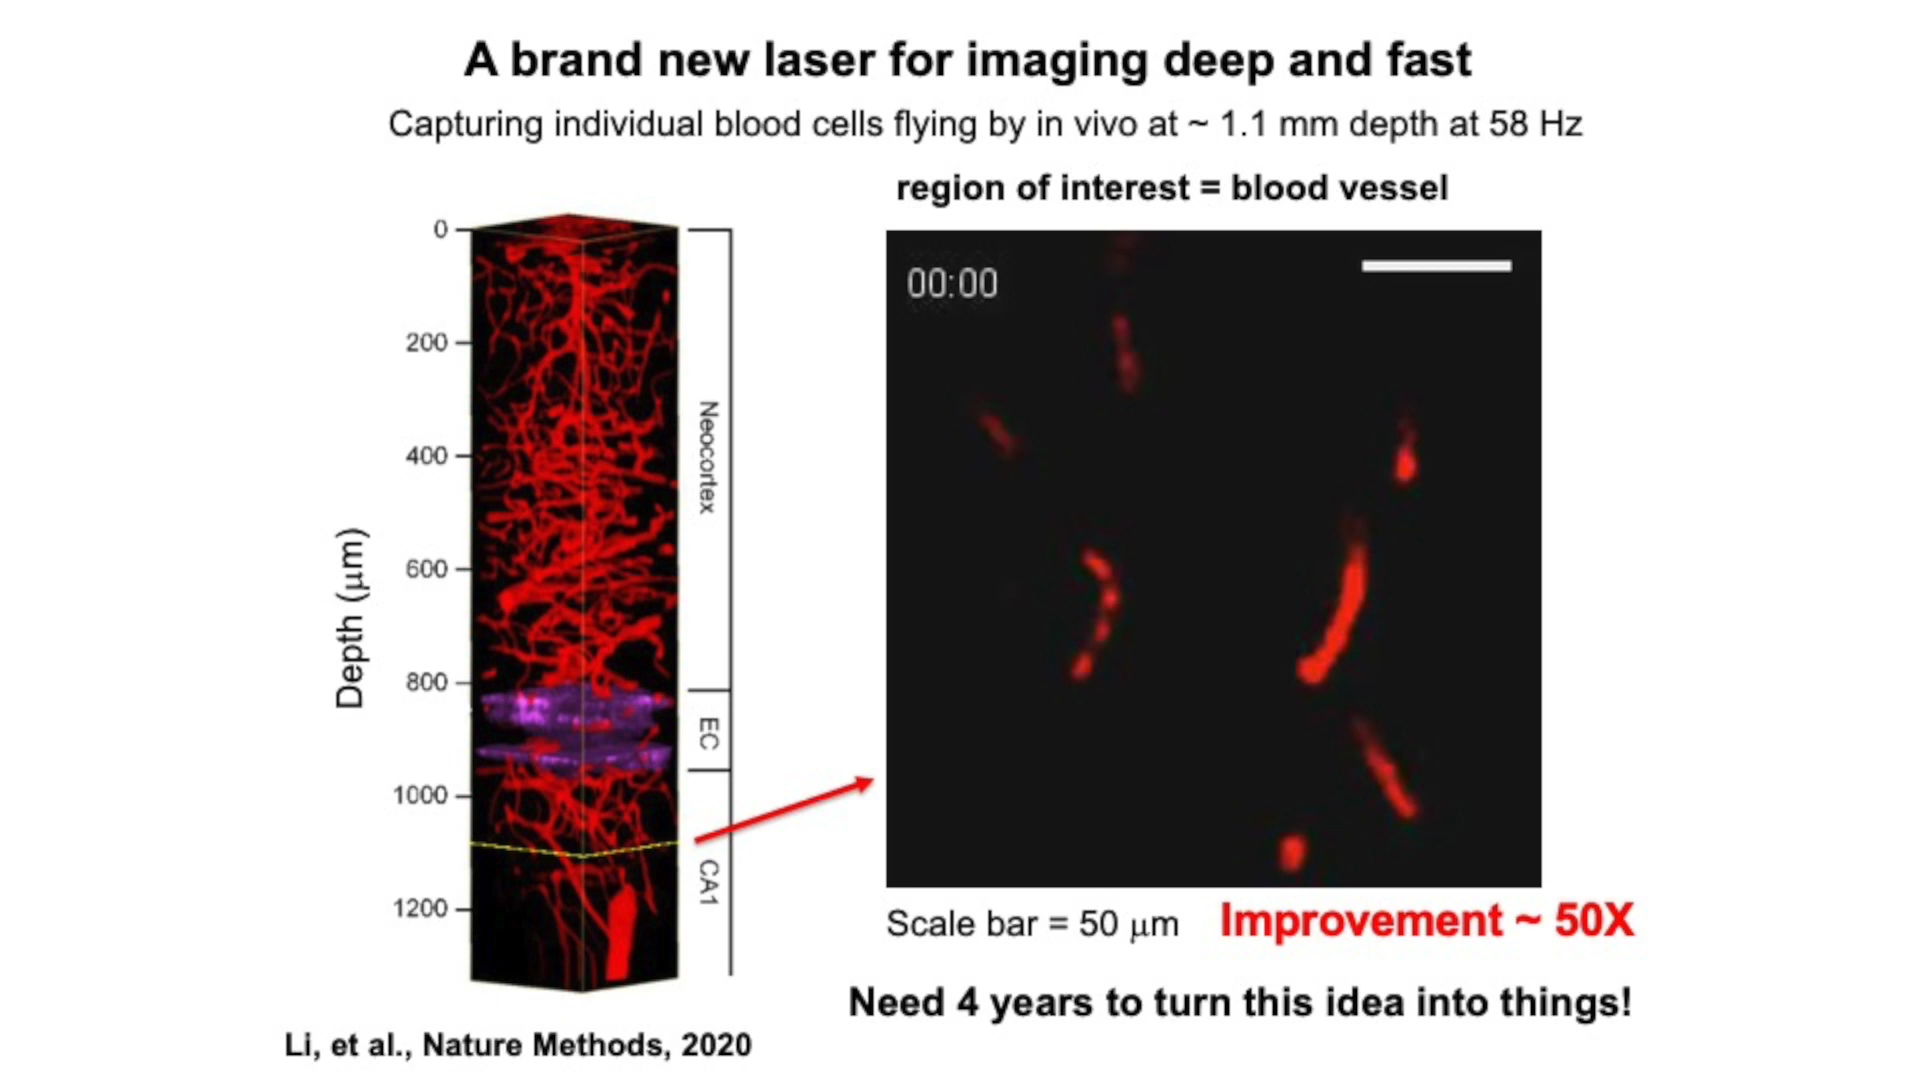 A brand new laser for imaging deep and fast
Capturing individual blood cells flying by in vivo at ~ 1.1 mm depth at 58 Hz
region of interest = blood vessel
0
200
400
600
800
1000
1200
Depth (μm)
Neocortex
EC
CA1
00:00
Scale bar = 50 μm
Improvement ~ 50X
Need 4 years to turn this idea into things!
Li, et al., Nature Methods, 2020